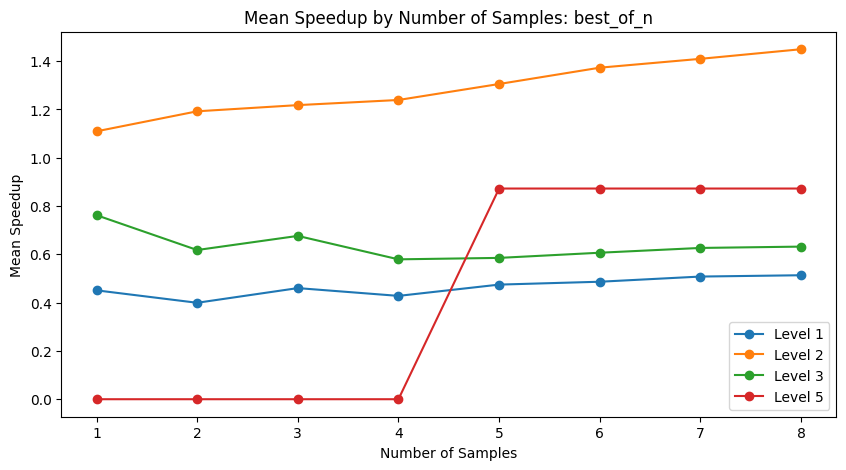 Mean Speedup by Number of Samples: best_of_n
Mean Speedup
1.4
1.2
1.0
0.8
0.6
0.4
0.2
0.0
1 2 3 4 5 6 7 8
Number of Samples
Level 1
Level 2
Level 3
Level 5